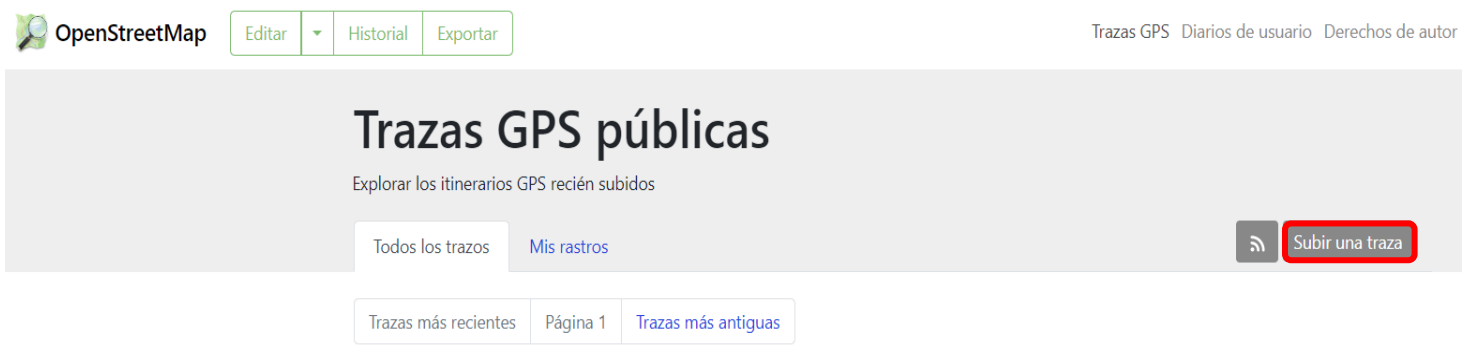 OpenStreetMap Editar Historial Exportar Trazas GPS Diarios de usuario Derechos de autor
Trazas GPS públicas
Explorar los itinerarios GPS recién subidos
Todos los trazos Mis rastros Subir una traza
Trazas más recientes Página 1 Trazas más antiguas